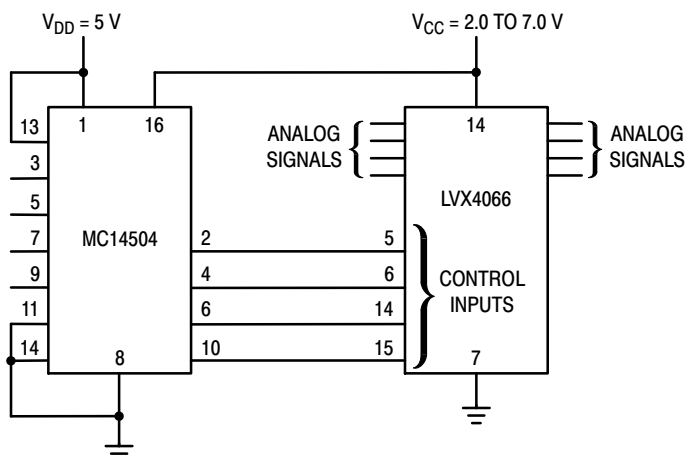 V_DD = 5 V
V_CC = 2.0 TO 7.0 V
13
1
16
14
3
5
7
9
11
14
MC14504
8
2
4
6
10
ANALOG
SIGNALS
ANALOG
SIGNALS
LVX4066
5
6
14
15
CONTROL
INPUTS
7